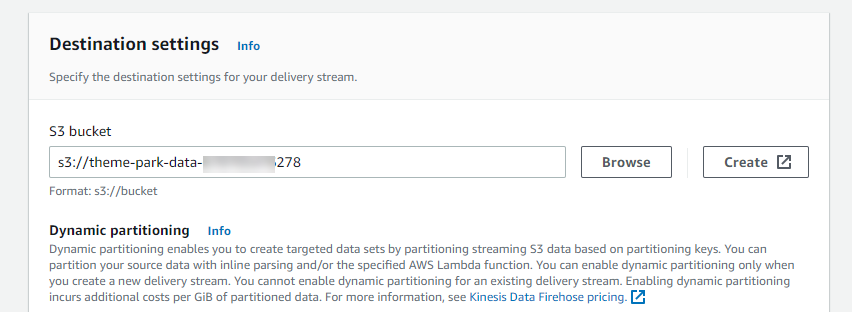 Destination settings Info
Specify the destination settings for your delivery stream.
S3 bucket
s3://theme-park-data- 278
Browse
Create
Format: s3://bucket
Dynamic partitioning Info
Dynamic partitioning enables you to create targeted data sets by partitioning streaming S3 data based on partitioning keys. You can
partition your source data with inline parsing and/or the specified AWS Lambda function. You can enable dynamic partitioning only when
you create a new delivery stream. You cannot enable dynamic partitioning for an existing delivery stream. Enabling dynamic partitioning
incurs additional costs per GiB of partitioned data. For more information, see Kinesis Data Firehose pricing.